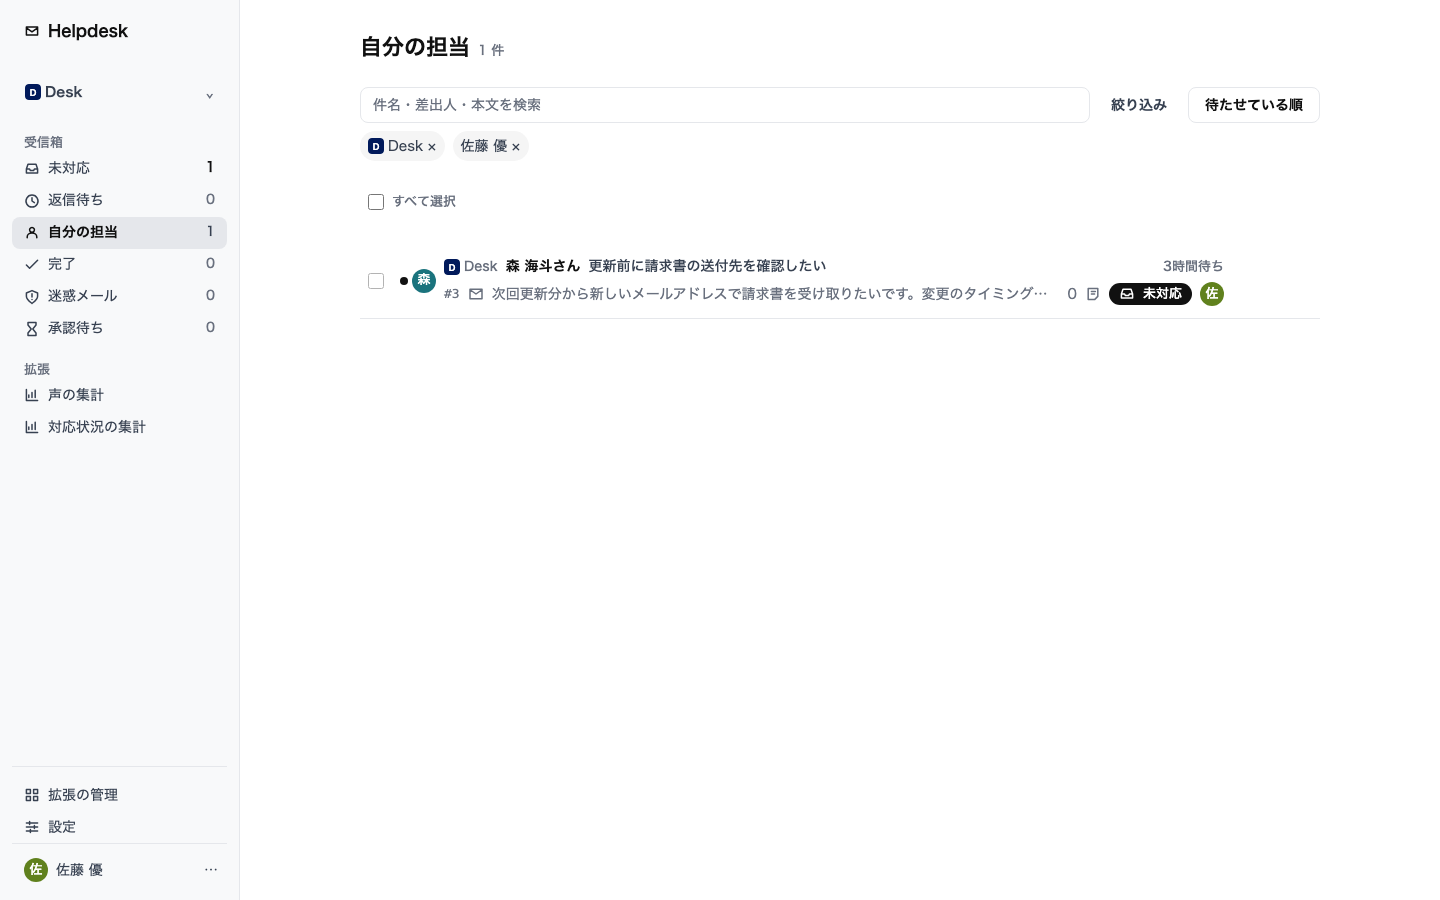 Helpdesk
D Desk
受信箱
未対応 1
返信待ち 0
自分の担当 1
完了 0
迷惑メール 0
承認待ち 0
拡張
声の集計
対応状況の集計
拡張の管理
設定
佐 佐藤 優 …
自分の担当 1 件
件名・差出人・本文を検索 絞り込み 待たせている順
D Desk × 佐藤 優 ×
すべて選択
森 D Desk 森 海斗さん 更新前に請求書の送付先を確認したい 3時間待ち
#3 次回更新分から新しいメールアドレスで請求書を受け取りたいです。変更のタイミング… 0 未対応 佐